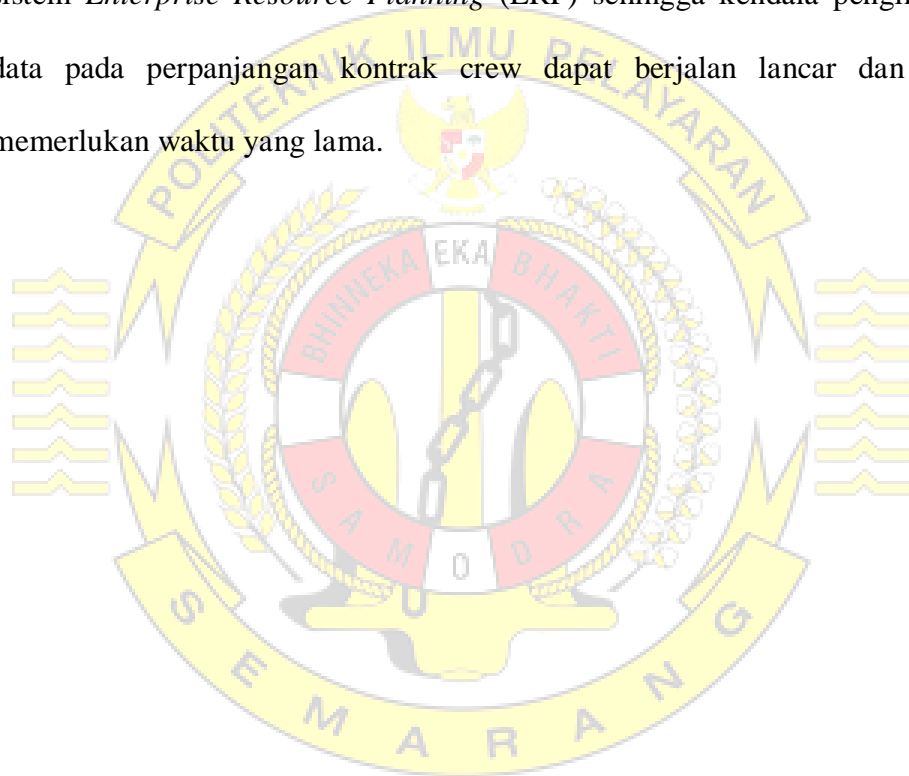 sistem Enterprise Resource Planning (ERP) sehingga kendala
data pada perpanjangan kontrak crew dapat berjalan lancar dan
memerlukan waktu yang lama.
POLITEKNIK ILMU PELAYARAN
BHINNEKA EKA BHAKTI
SAMODRA
SEMARANG